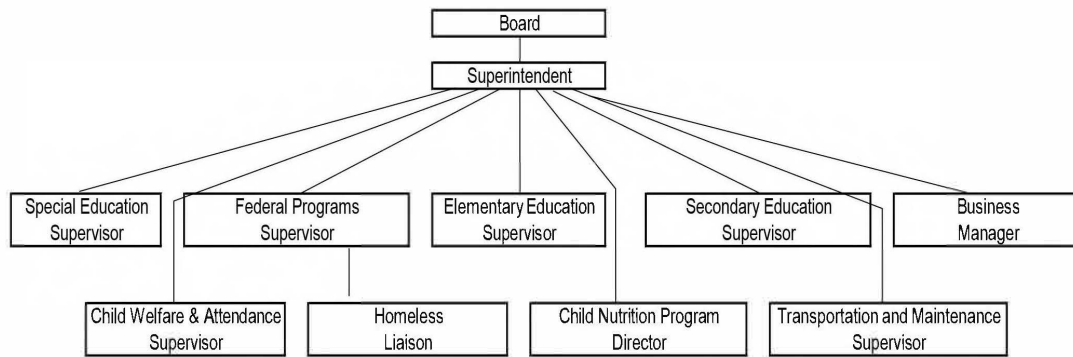 Board
Superintendent
Special Education
Supervisor
Federal Programs
Supervisor
Elementary Education
Supervisor
Secondary Education
Supervisor
Business
Manager
Child Welfare & Attendance
Supervisor
Homeless
Liaison
Child Nutrition Program
Director
Transportation and Maintenance
Supervisor